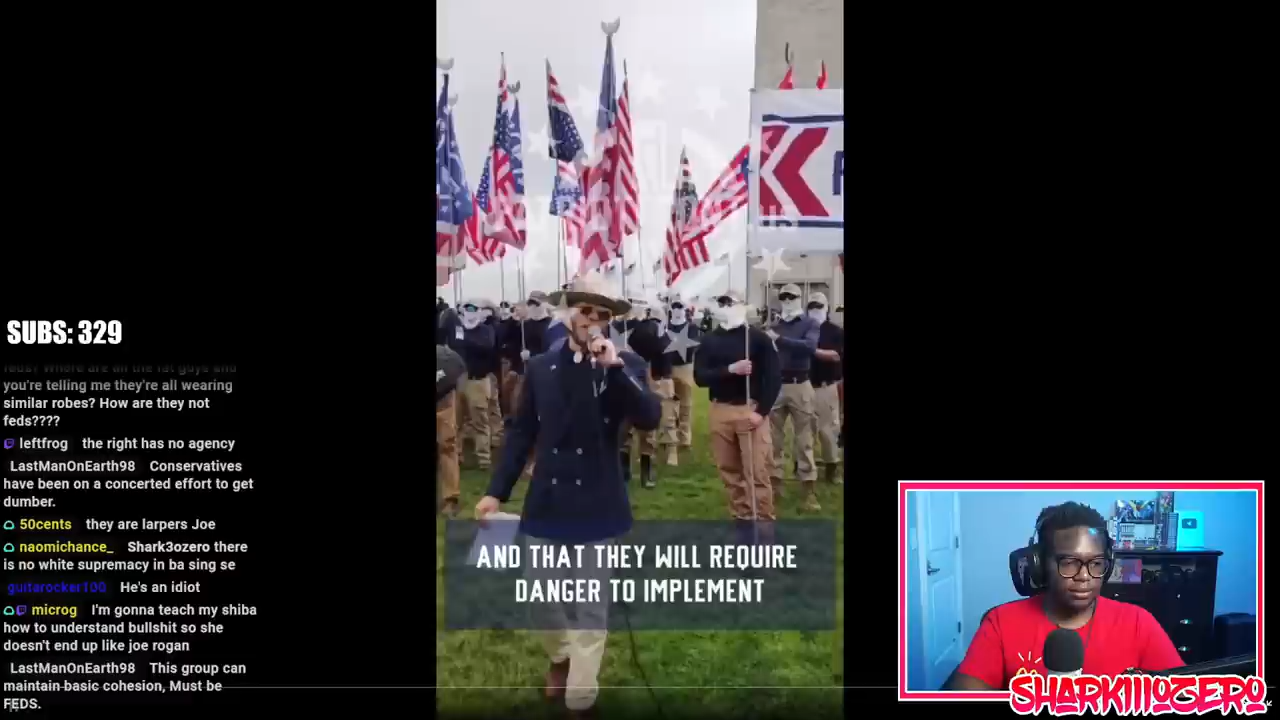 SUBS: 329
you're telling me they're all wearing
similar robes? How are they not
feds????
leftfrog the right has no agency
LastManOnEarth98 Conservatives
have been on a concerted effort to get
dumber.
50cents they are larpers Joe
naomichance_ Shark3ozero there
is no white supremacy in ba sing se
guitarocker100 He's an idiot
microg I'm gonna teach my shiba
how to understand bullshit so she
doesn't end up like joe rogan
LastManOnEarth98 This group can
maintain basic cohesion, Must be
FEDS.
AND THAT THEY WILL REQUIRE
DANGER TO IMPLEMENT
SHARK3OZERO